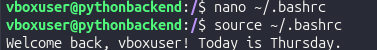 vboxuser@pythonbackend:/$ nano ~/.bashrc
vboxuser@pythonbackend:/$ source ~/.bashrc
Welcome back, vboxuser! Today is Thursday.